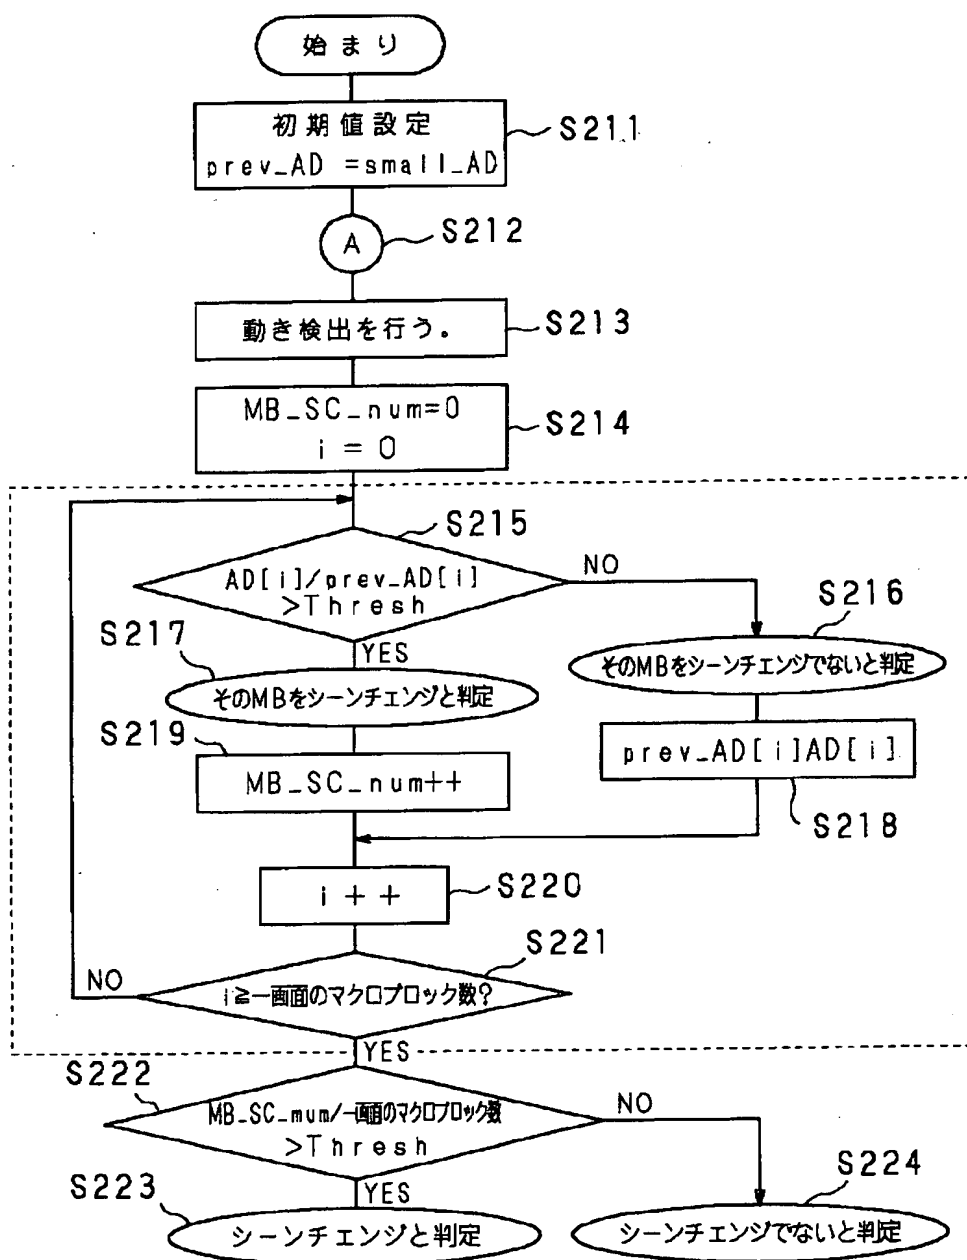 始まり
初期値設定
prev_AD =small_AD
S211
A
S212
動き検出を行う。
S213
MB_SC_num=0
i = 0
S214
S215
AD[i]/prev_AD[i]
>Thresh
NO
S216
S217
YES
そのMBをシーンチェンジと判定
そのMBをシーンチェンジでないと判定
S219
MB_SC_num++
prev_AD[i]AD[i]
S218
i++
S220
S221
NO
i≧一画面のマクロブロック数?
YES
S222
MB_SC_mum/一画面のマクロブロック数
>Thresh
NO
S223
YES
S224
シーンチェンジと判定
シーンチェンジでないと判定